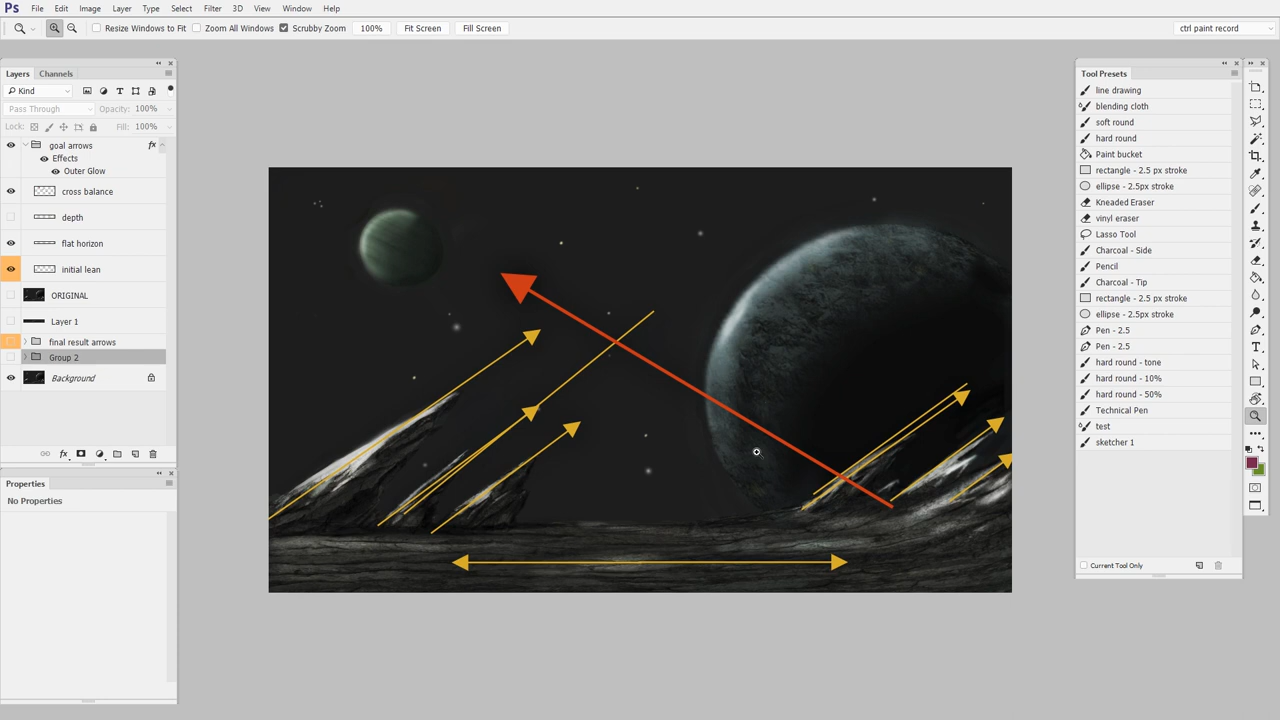 Ps File Edit Image Layer Type Select Filter 3D View Window Help
Resize Windows to Fit Zoom All Windows Scrubby Zoom 100% Fit Screen Fill Screen ctrl paint record
Layers Channels
Kind
Pass Through Opacity: 100%
Lock: Fill: 100%
goal arrows fx
Effects
Outer Glow
cross balance
depth
flat horizon
initial lean
ORIGINAL
Layer 1
final result arrows
Group 2
Background
fx
Properties
No Properties
Tool Presets
line drawing
blending cloth
soft round
hard round
Paint bucket
rectangle - 2.5 px stroke
ellipse - 2.5px stroke
Kneaded Eraser
vinyl eraser
Lasso Tool
Charcoal - Side
Pencil
Charcoal - Tip
rectangle - 2.5 px stroke
ellipse - 2.5px stroke
Pen - 2.5
Pen - 2.5
hard round - tone
hard round - 10%
hard round - 50%
Technical Pen
test
sketcher 1
Current Tool Only